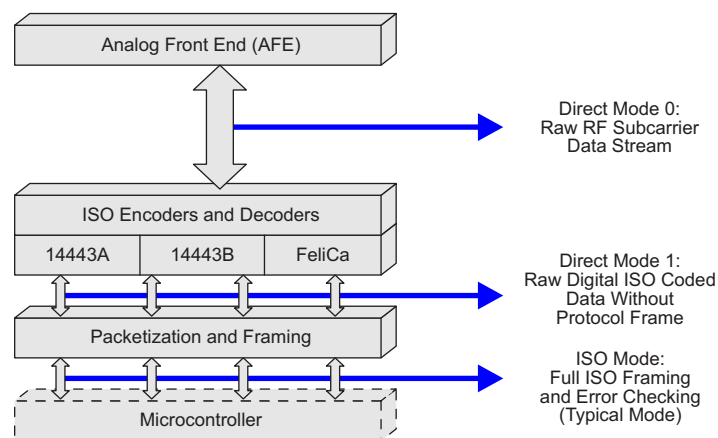 Analog Front End (AFE)
Direct Mode 0:
Raw RF Subcarrier
Data Stream
ISO Encoders and Decoders
14443A
14443B
FeliCa
Direct Mode 1:
Raw Digital ISO Coded
Data Without
Protocol Frame
Packetization and Framing
ISO Mode:
Full ISO Framing
and Error Checking
(Typical Mode)
Microcontroller